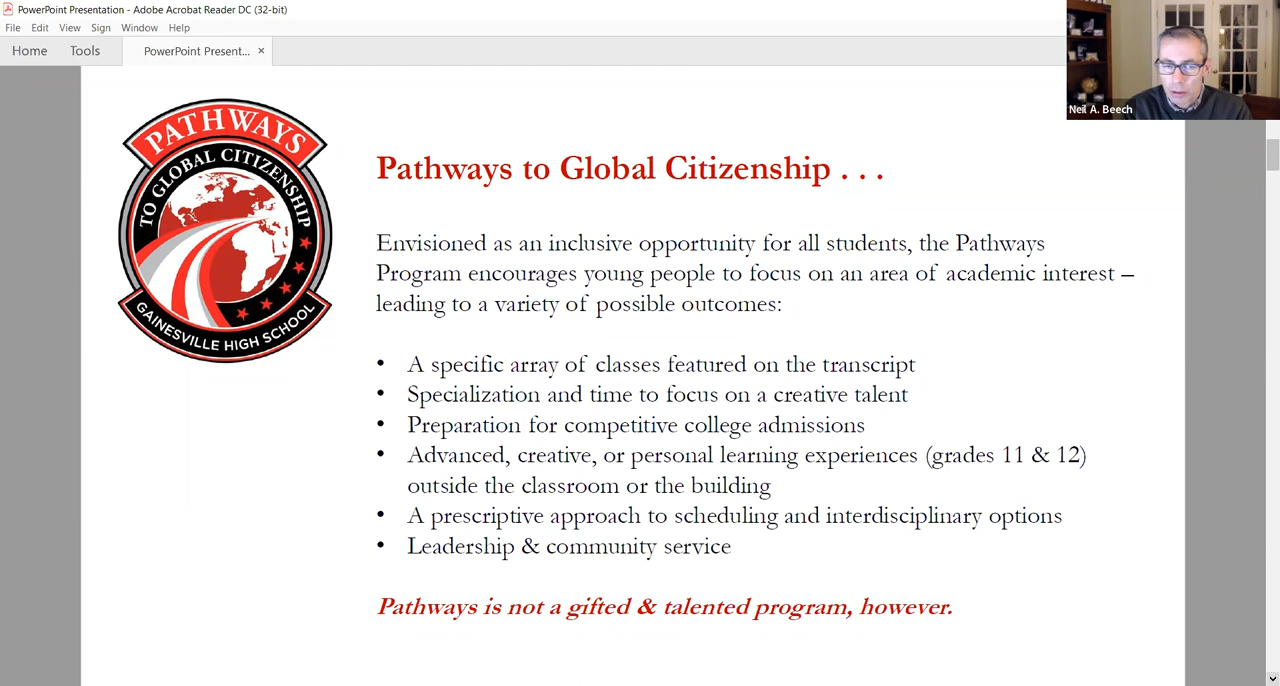 PowerPoint Presentation - Adobe Acrobat Reader DC (32-bit)
File Edit View Sign Window Help
Home Tools PowerPoint Present... ×
Neil A. Beech
PATHWAYS
TO GLOBAL CITIZENSHIP
GAINESVILLE HIGH SCHOOL
Pathways to Global Citizenship . . .
Envisioned as an inclusive opportunity for all students, the Pathways
Program encourages young people to focus on an area of academic interest –
leading to a variety of possible outcomes:
• A specific array of classes featured on the transcript
• Specialization and time to focus on a creative talent
• Preparation for competitive college admissions
• Advanced, creative, or personal learning experiences (grades 11 & 12)
outside the classroom or the building
• A prescriptive approach to scheduling and interdisciplinary options
• Leadership & community service
Pathways is not a gifted & talented program, however.